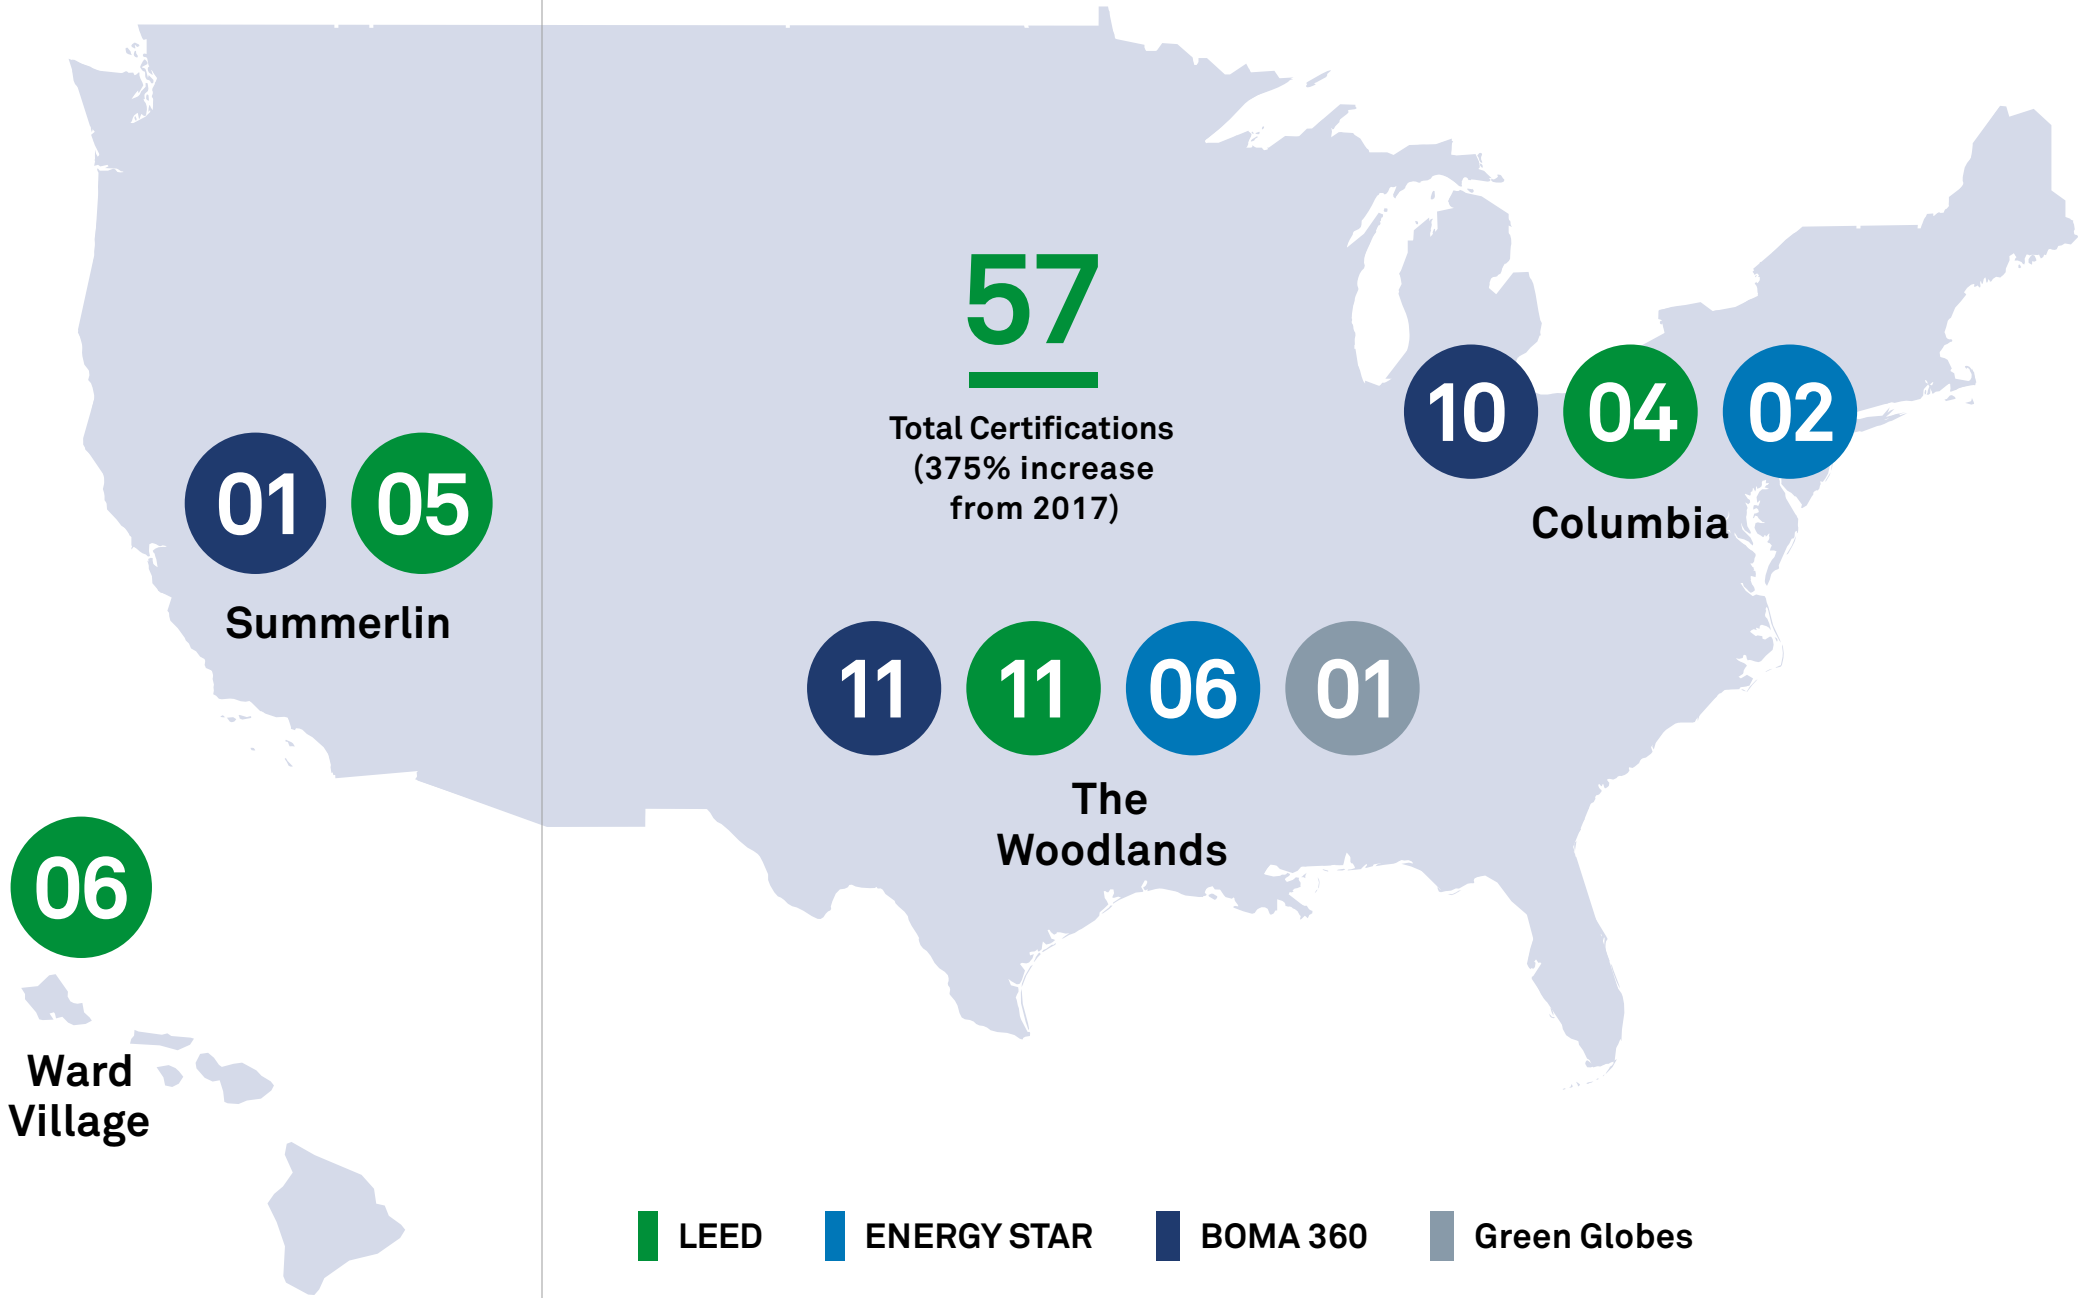 57
Total Certifications
(375% increase
from 2017)
10 04 02
Columbia
01 05
Summerlin
11 11 06 01
The
Woodlands
06
Ward
Village
LEED ENERGY STAR BOMA 360 Green Globes